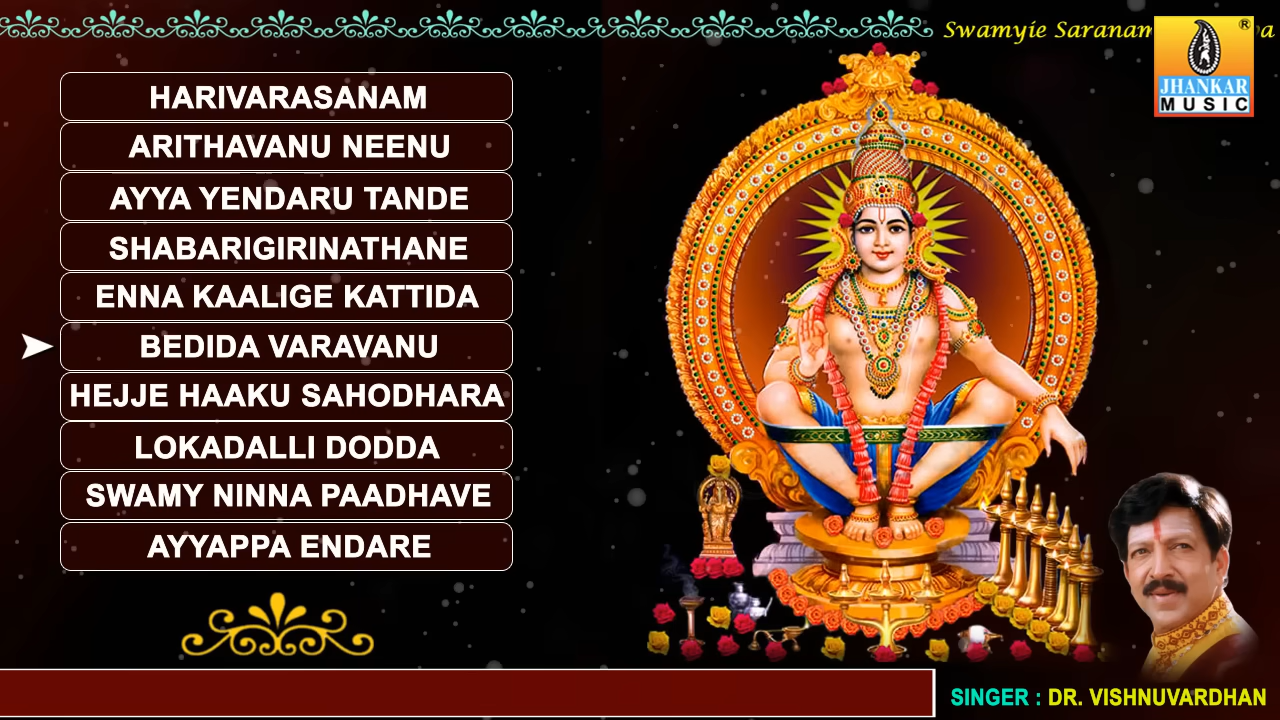 Swamyie Saranam
JHANKAR
MUSIC
®
HARIVARASANAM
ARITHAVANU NEENU
AYYA YENDARU TANDE
SHABARIGIRINATHANE
ENNA KAALIGE KATTIDA
BEDIDA VARAVANU
HEJJE HAAKU SAHODHARA
LOKADALLI DODDA
SWAMY NINNA PAADHAVE
AYYAPPA ENDARE
SINGER : DR. VISHNUVARDHAN